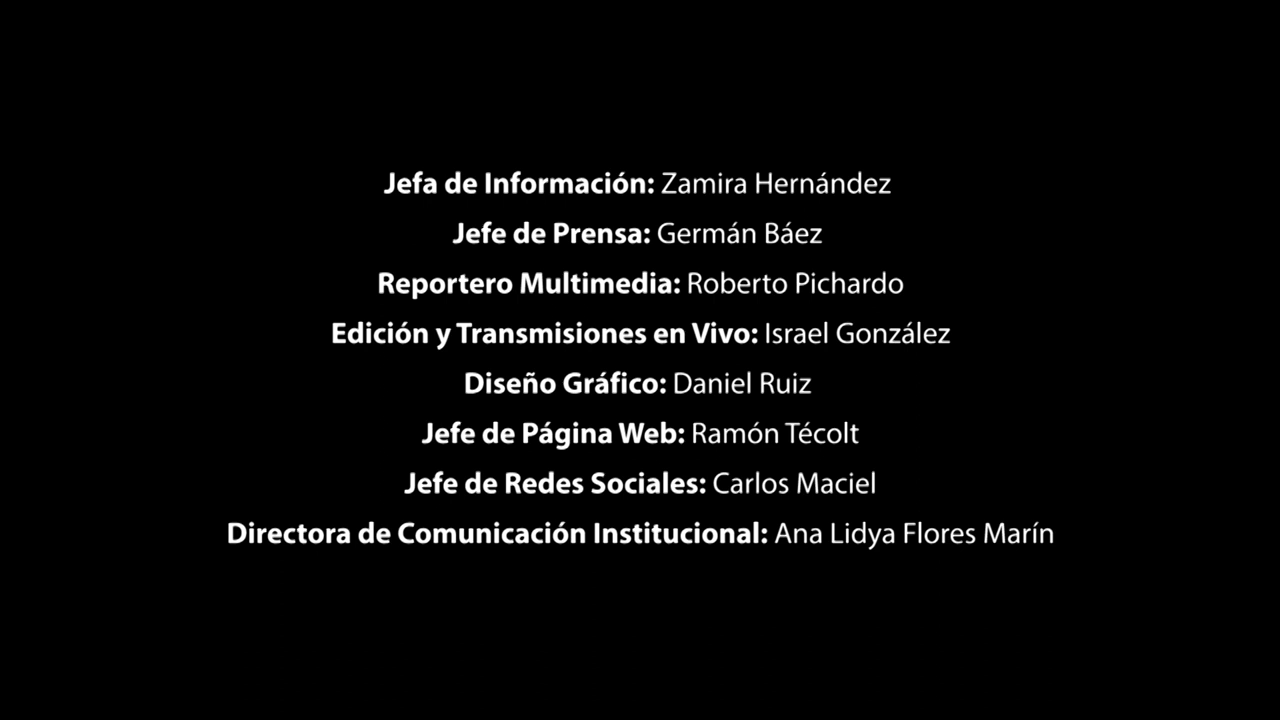 Jefa de Información: Zamira Hernández
Jefe de Prensa: Germán Báez
Reportero Multimedia: Roberto Pichardo
Edición y Transmisiones en Vivo: Israel González
Diseño Gráfico: Daniel Ruiz
Jefe de Página Web: Ramón Técolt
Jefe de Redes Sociales: Carlos Maciel
Directora de Comunicación Institucional: Ana Lidya Flores Marín